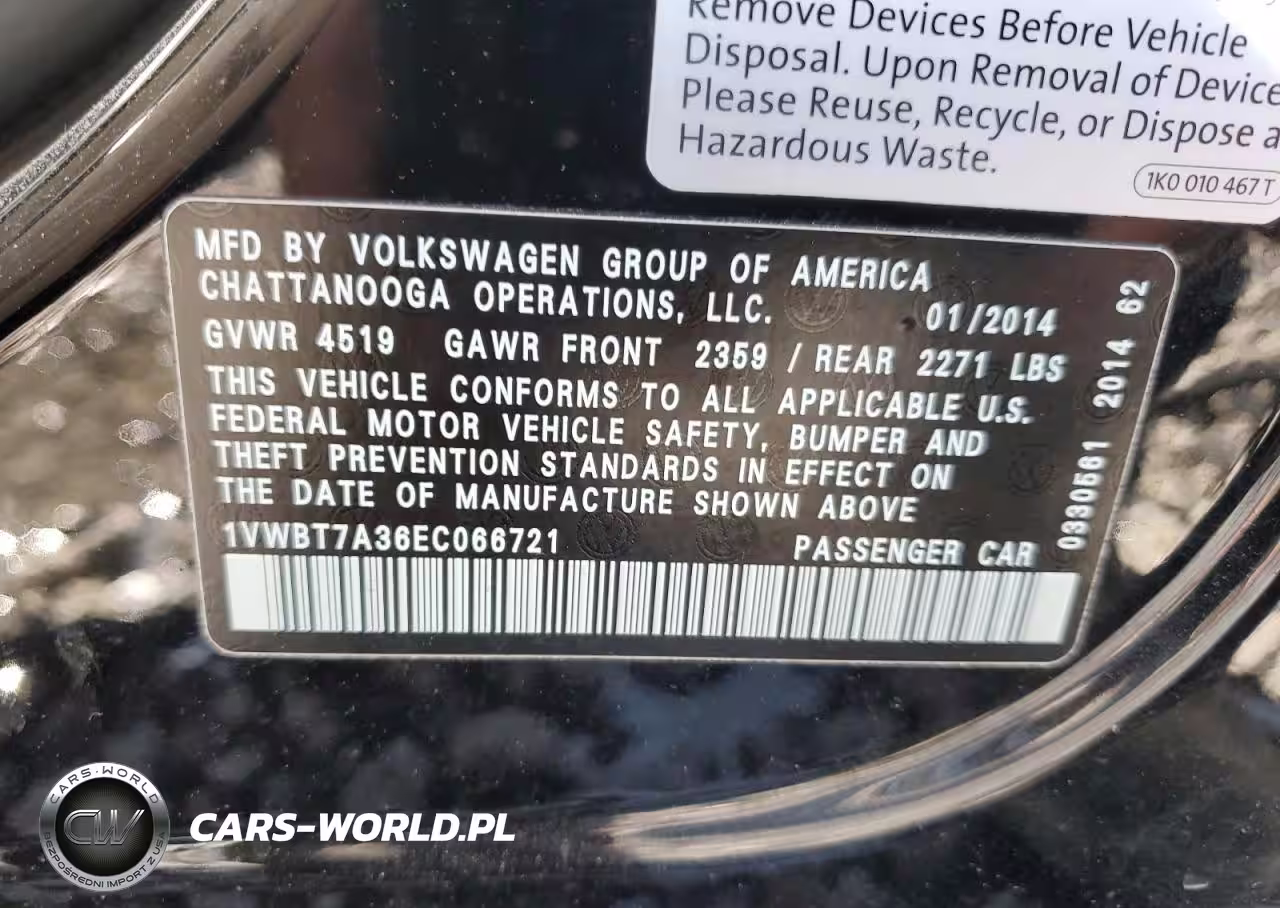 Remove Devices Before Vehicle
Disposal. Upon Removal of Device
Please Reuse, Recycle, or Dispose a
Hazardous Waste.
1K0 010 467 T
MFD BY VOLKSWAGEN GROUP OF AMERICA
CHATTANOOGA OPERATIONS, LLC.
01/2014
GVWR 4519 GAWR FRONT 2359 / REAR 2271 LBS
THIS VEHICLE CONFORMS TO ALL APPLICABLE U.S.
FEDERAL MOTOR VEHICLE SAFETY, BUMPER AND
THEFT PREVENTION STANDARDS IN EFFECT ON
THE DATE OF MANUFACTURE SHOWN ABOVE
1VWBT7A36EC066721
PASSENGER CAR
0330561 2014 62
CARS-WORLD
CW
BEZPOŚREDNI IMPORT Z USA
CARS-WORLD.PL